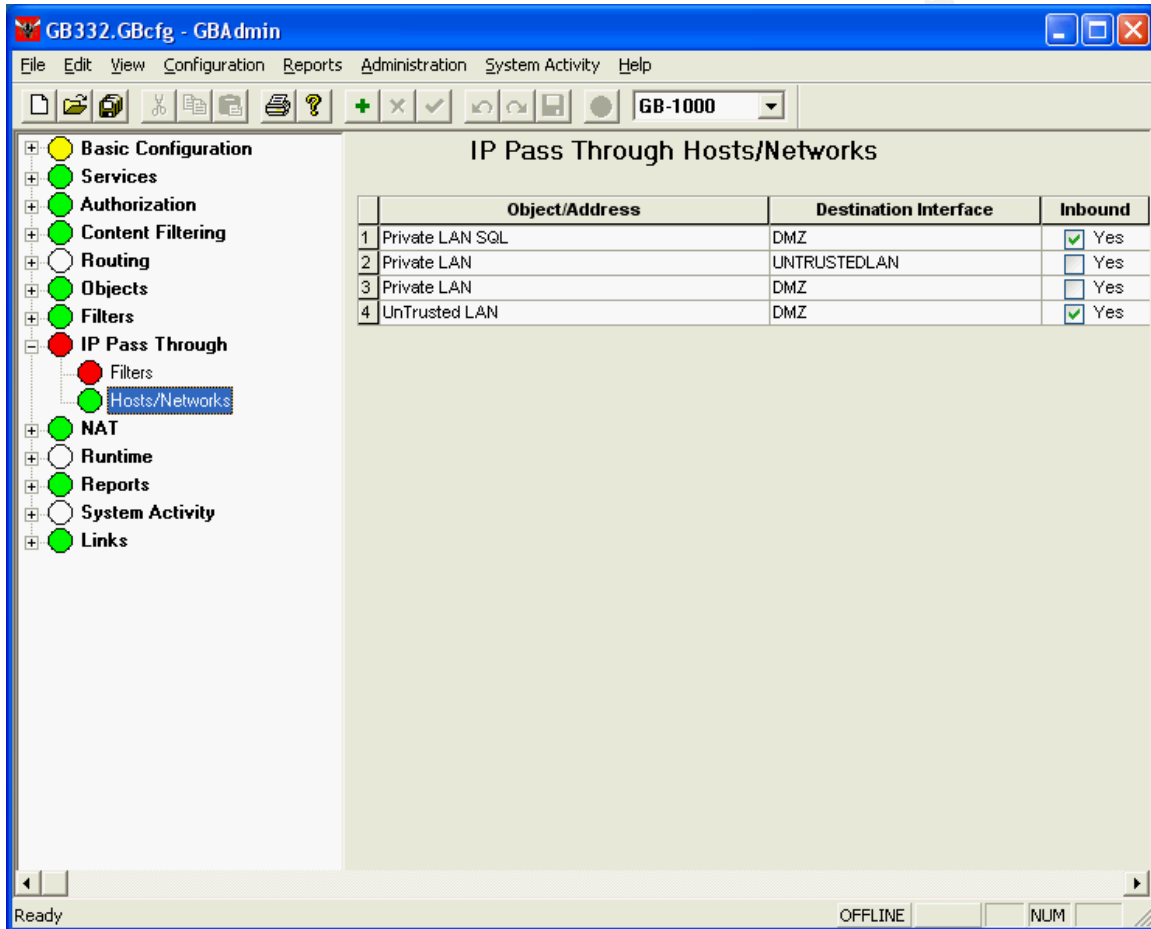 GB332.GBcfg - GBAdmin
File Edit View Configuration Reports Administration System Activity Help
GB-1000
Basic Configuration
Services
Authorization
Content Filtering
Routing
Objects
Filters
IP Pass Through
Filters
Hosts/Networks
NAT
Runtime
Reports
System Activity
Links
IP Pass Through Hosts/Networks
Object/Address Destination Interface Inbound
1 Private LAN SQL DMZ Yes
2 Private LAN UNTRUSTEDLAN Yes
3 Private LAN DMZ Yes
4 UnTrusted LAN DMZ Yes
Ready OFFLINE NUM